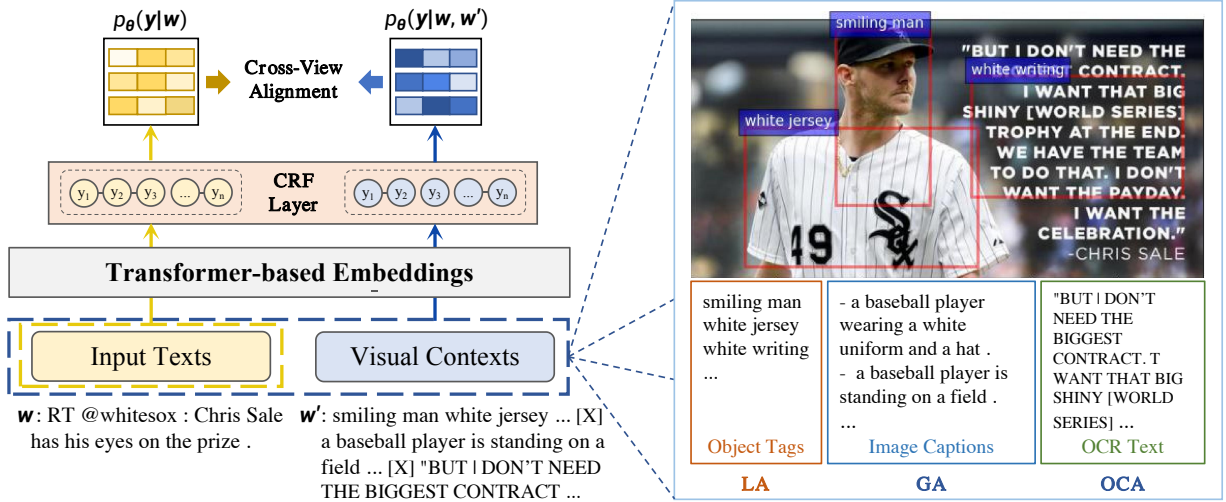 pθ(y|w)
pθ(y|w, w′)
Cross-View
Alignment
y1 y2 y3 ... yn
CRF
Layer
y1 y2 y3 ... yn
Transformer-based Embeddings
Input Texts
Visual Contexts
w : RT @whitesox : Chris Sale
has his eyes on the prize .
w′: smiling man white jersey ... [X]
a baseball player is standing on a
field ... [X] "BUT I DON'T NEED
THE BIGGEST CONTRACT ...
smiling man
white writing
white jersey
"BUT I DON'T NEED THE
CONTRACT.
I WANT THAT BIG
SHINY [WORLD SERIES]
TROPHY AT THE END.
WE HAVE THE TEAM
TO DO THAT. I DON'T
WANT THE PAYDAY.
I WANT THE
CELEBRATION."
-CHRIS SALE
49
Sox
smiling man
white jersey
white writing
...
Object Tags
- a baseball player
wearing a white
uniform and a hat .
- a baseball player is
standing on a field .
...
Image Captions
"BUT I DON'T
NEED THE
BIGGEST
CONTRACT. T
WANT THAT BIG
SHINY [WORLD
SERIES] ...
OCR Text
LA
GA
OCA